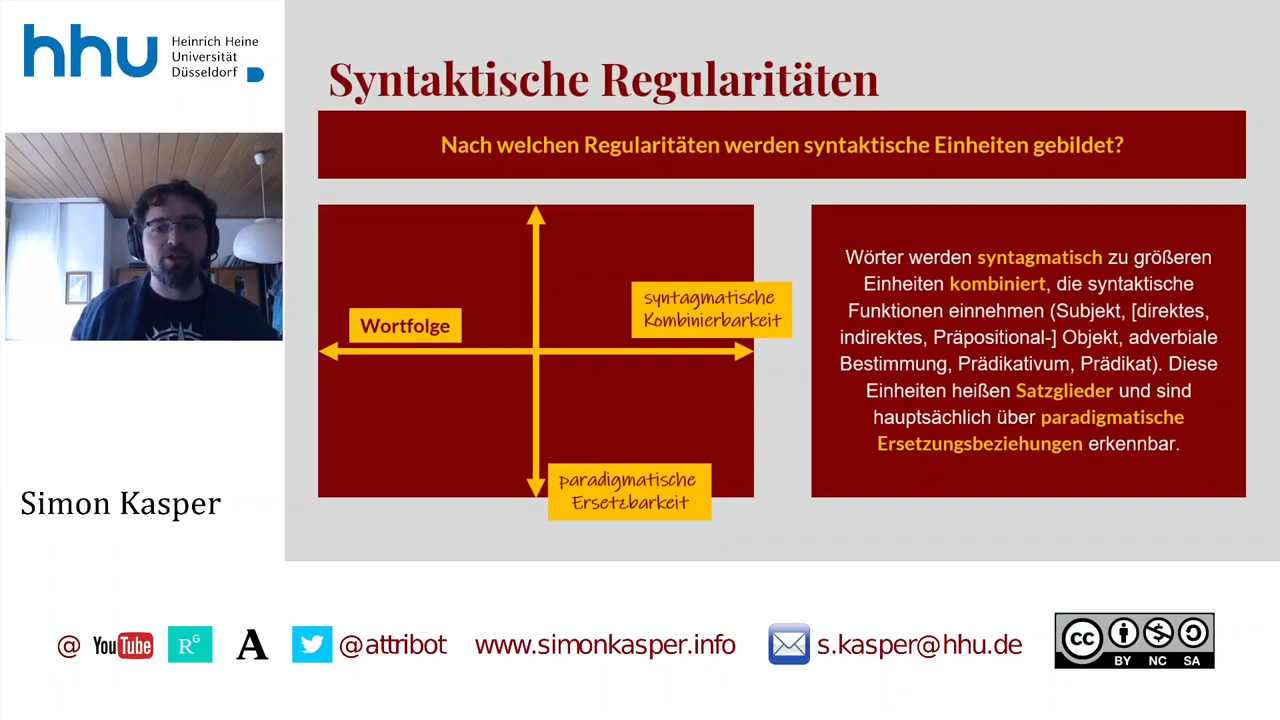 hhu
Heinrich Heine
Universität
Düsseldorf
Syntaktische Regularitäten
Nach welchen Regularitäten werden syntaktische Einheiten gebildet?
Wortfolge
syntagmatische
Kombinierbarkeit
paradigmatische
Ersetzbarkeit
Wörter werden syntagmatisch zu größeren
Einheiten kombiniert, die syntaktische
Funktionen einnehmen (Subjekt, [direktes,
indirektes, Präpositional-] Objekt, adverbiale
Bestimmung, Prädikativum, Prädikat). Diese
Einheiten heißen Satzglieder und sind
hauptsächlich über paradigmatische
Ersetzungsbeziehungen erkennbar.
Simon Kasper
@ YouTube RG A @attribot www.simonkasper.info s.kasper@hhu.de
cc BY NC SA